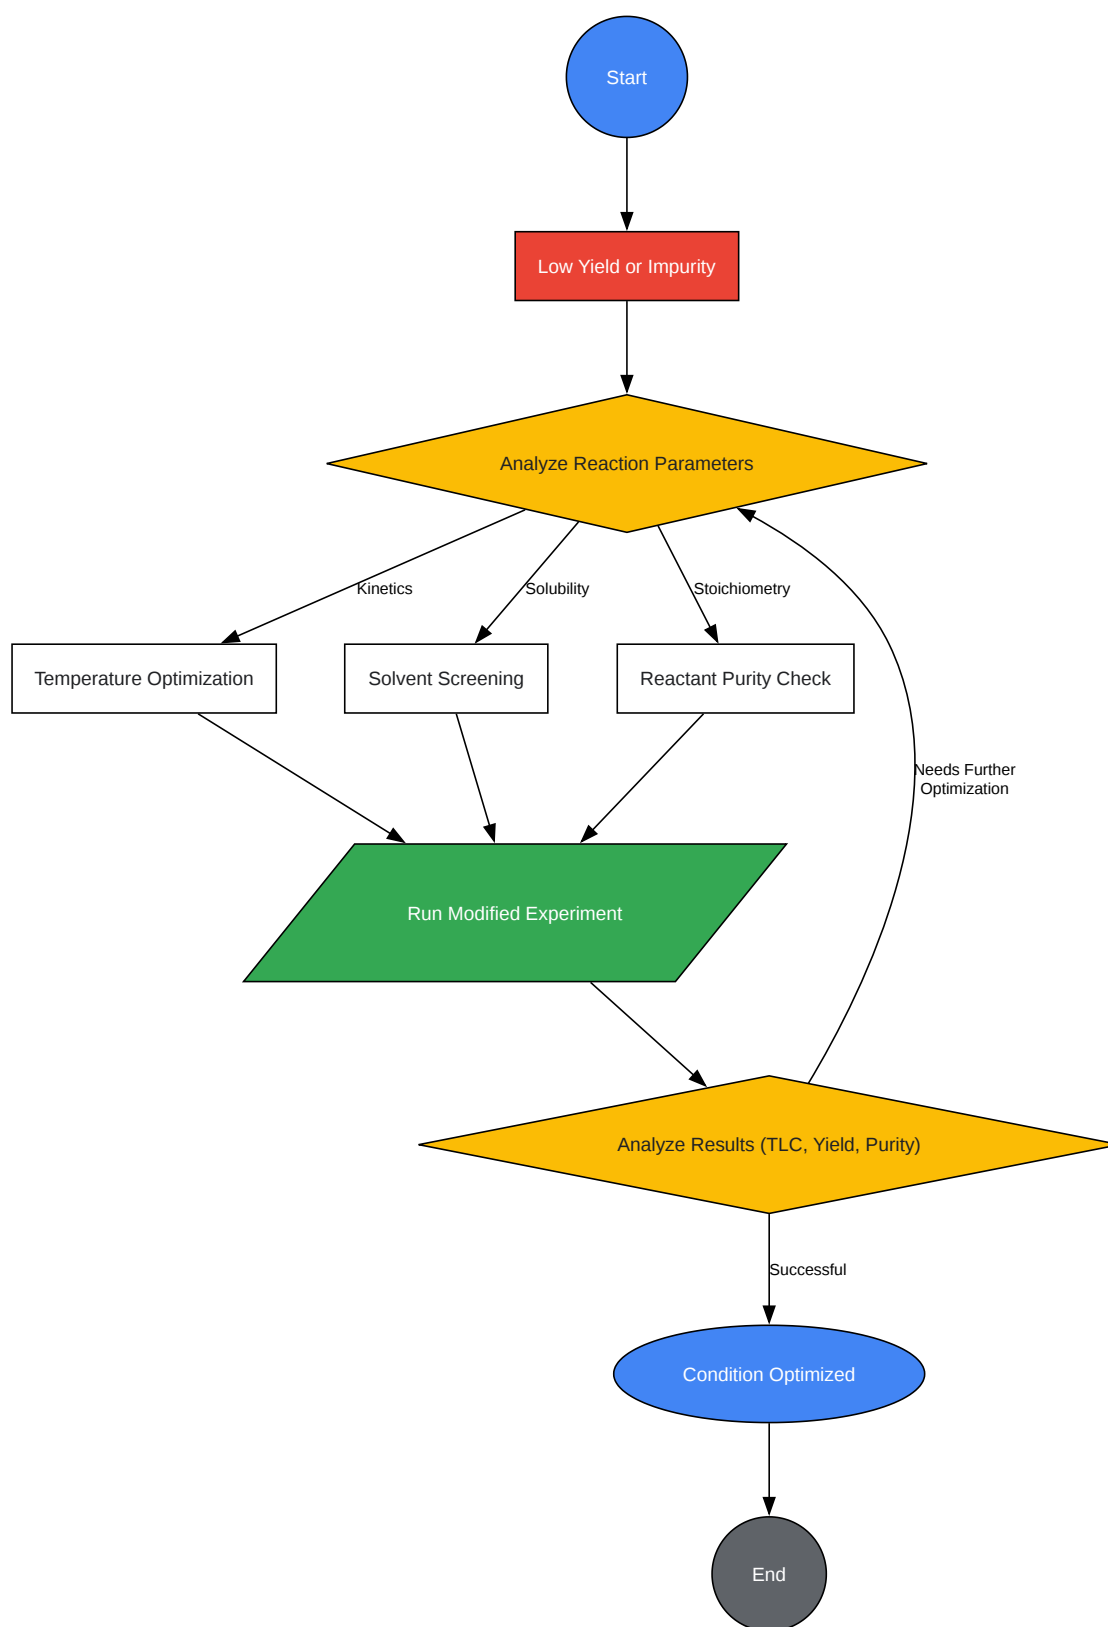 Start
Low Yield or Impurity
Analyze Reaction Parameters
Kinetics
Solubility
Stoichiometry
Temperature Optimization
Solvent Screening
Reactant Purity Check
Needs Further
Optimization
Run Modified Experiment
Analyze Results (TLC, Yield, Purity)
Successful
Condition Optimized
End